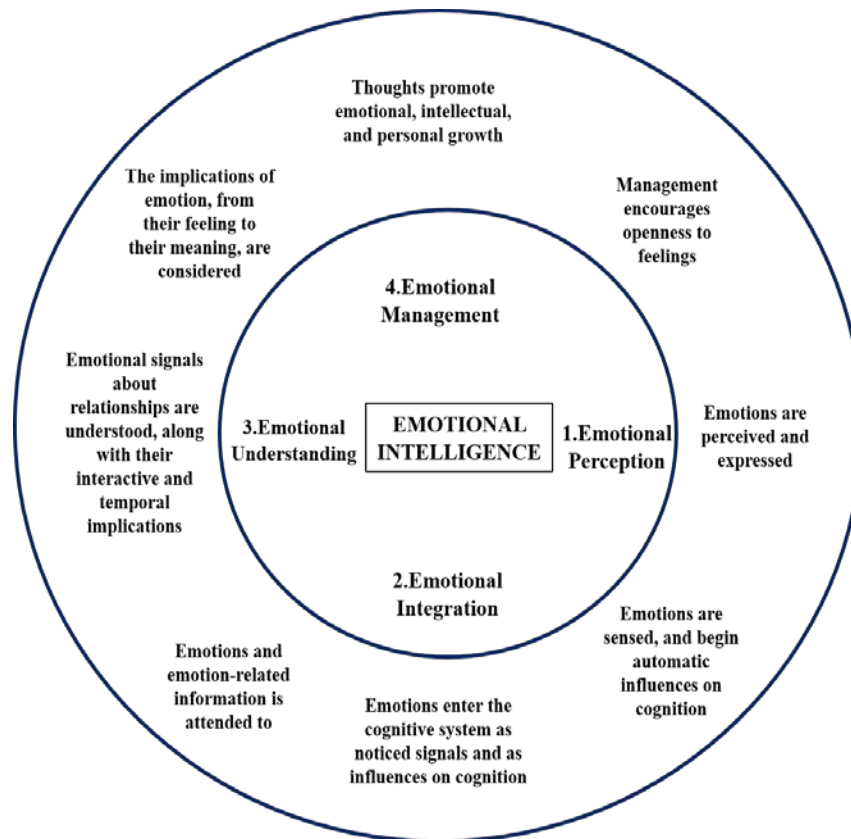 Thoughts promote
emotional, intellectual,
and personal growth
The implications of
emotion, from
their feeling to
their meaning, are
considered
Management
encourages
openness to
feelings
4.Emotional
Management
Emotional signals
about
relationships are
understood, along
with their
interactive and
temporal
implications
3.Emotional
Understanding
EMOTIONAL
INTELLIGENCE
1.Emotional
Perception
Emotions are
perceived and
expressed
2.Emotional
Integration
Emotions are
sensed, and begin
automatic
influences on
cognition
Emotions and
emotion-related
information is
attended to
Emotions enter the
cognitive system as
noticed signals and as
influences on cognition